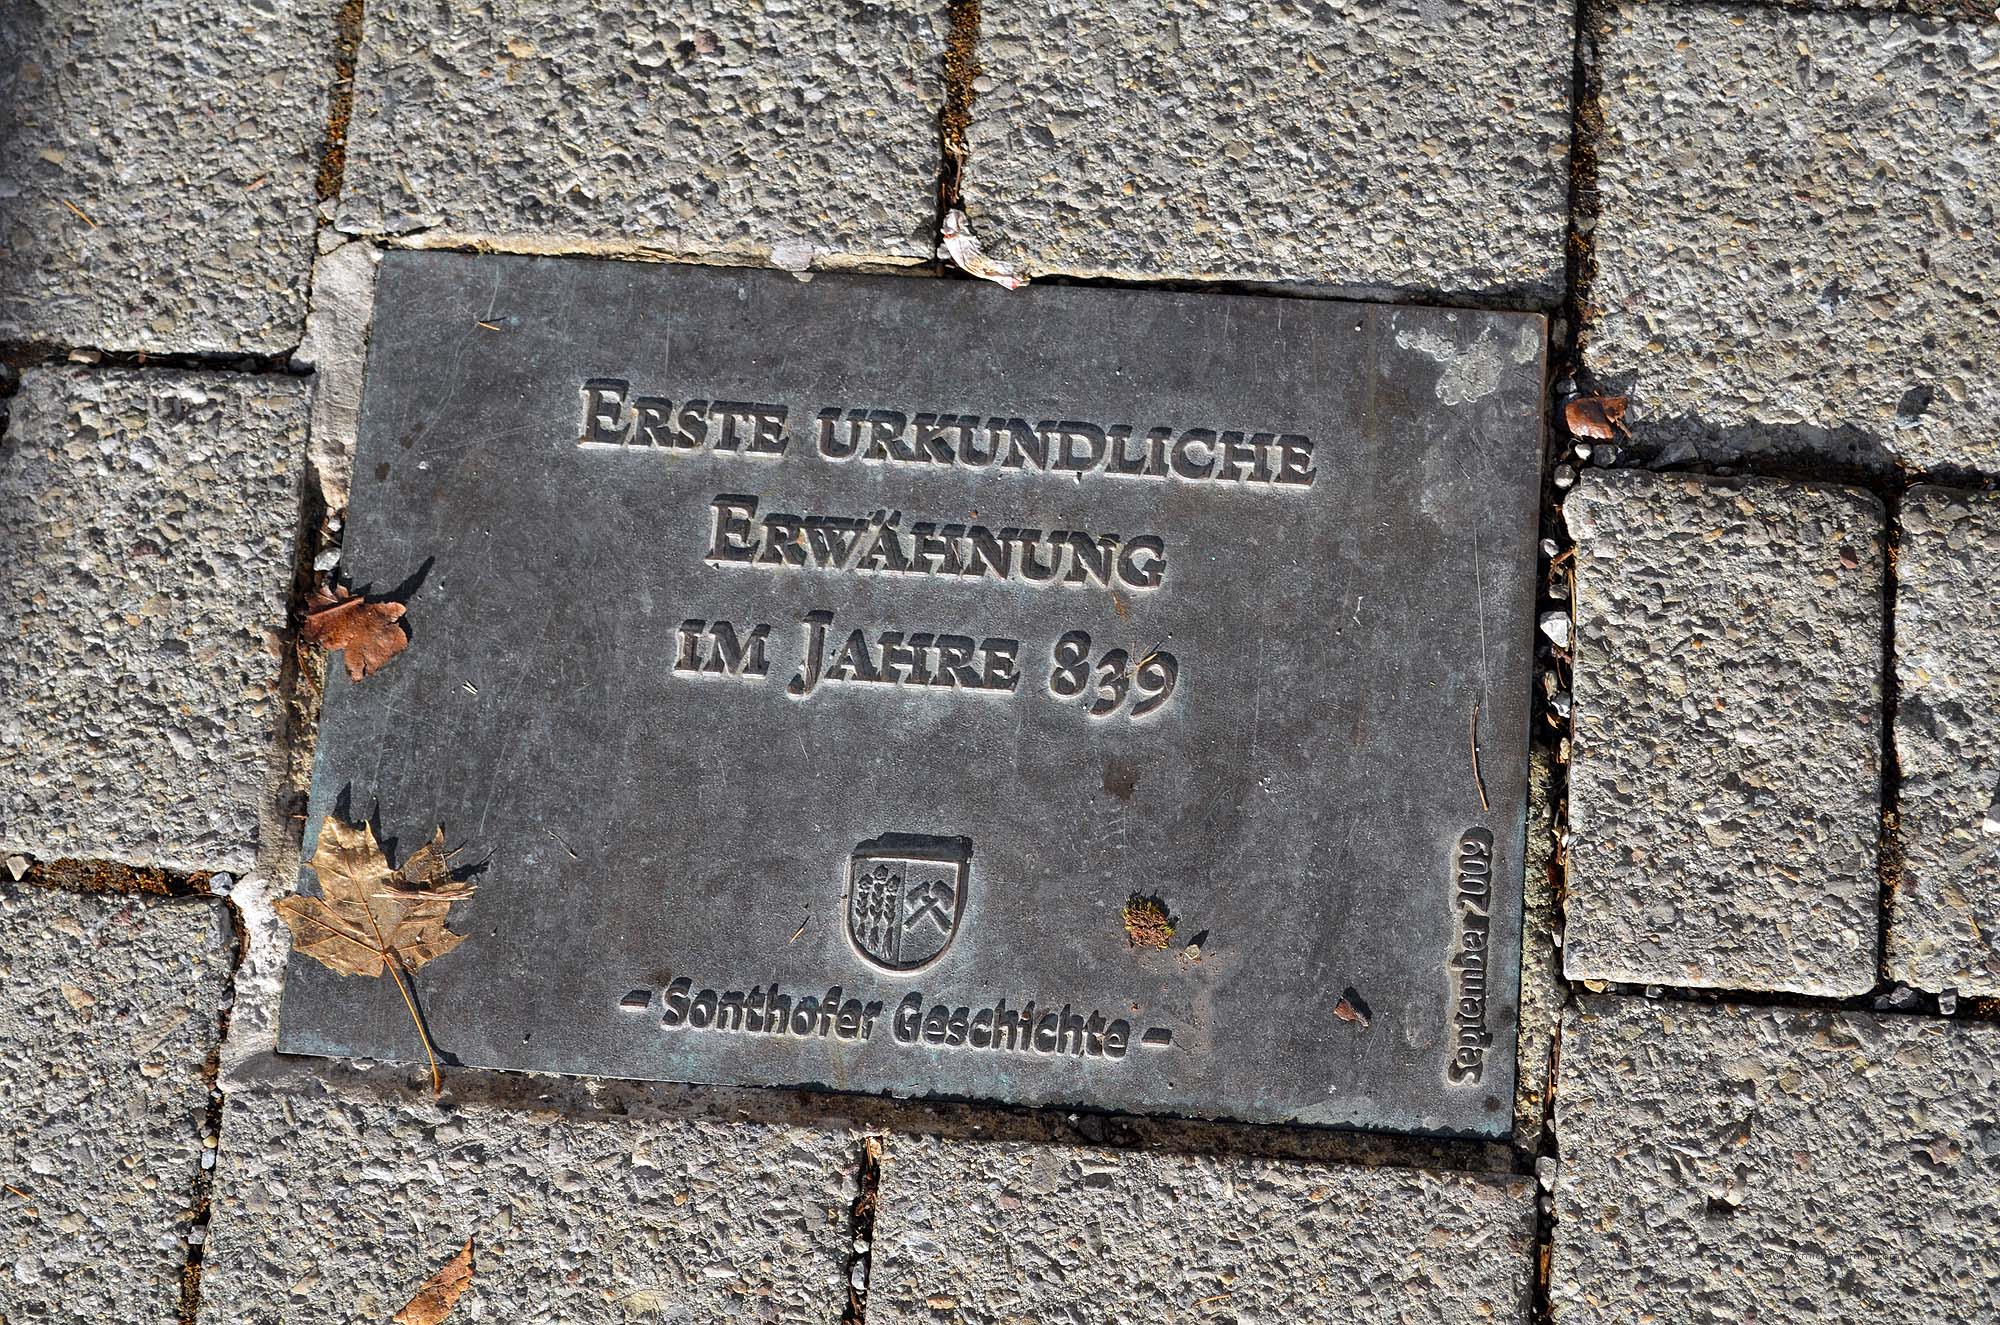 Erste urkundliche
Erwähnung
im Jahre 839
- Sonthofer Geschichte -
September 2009